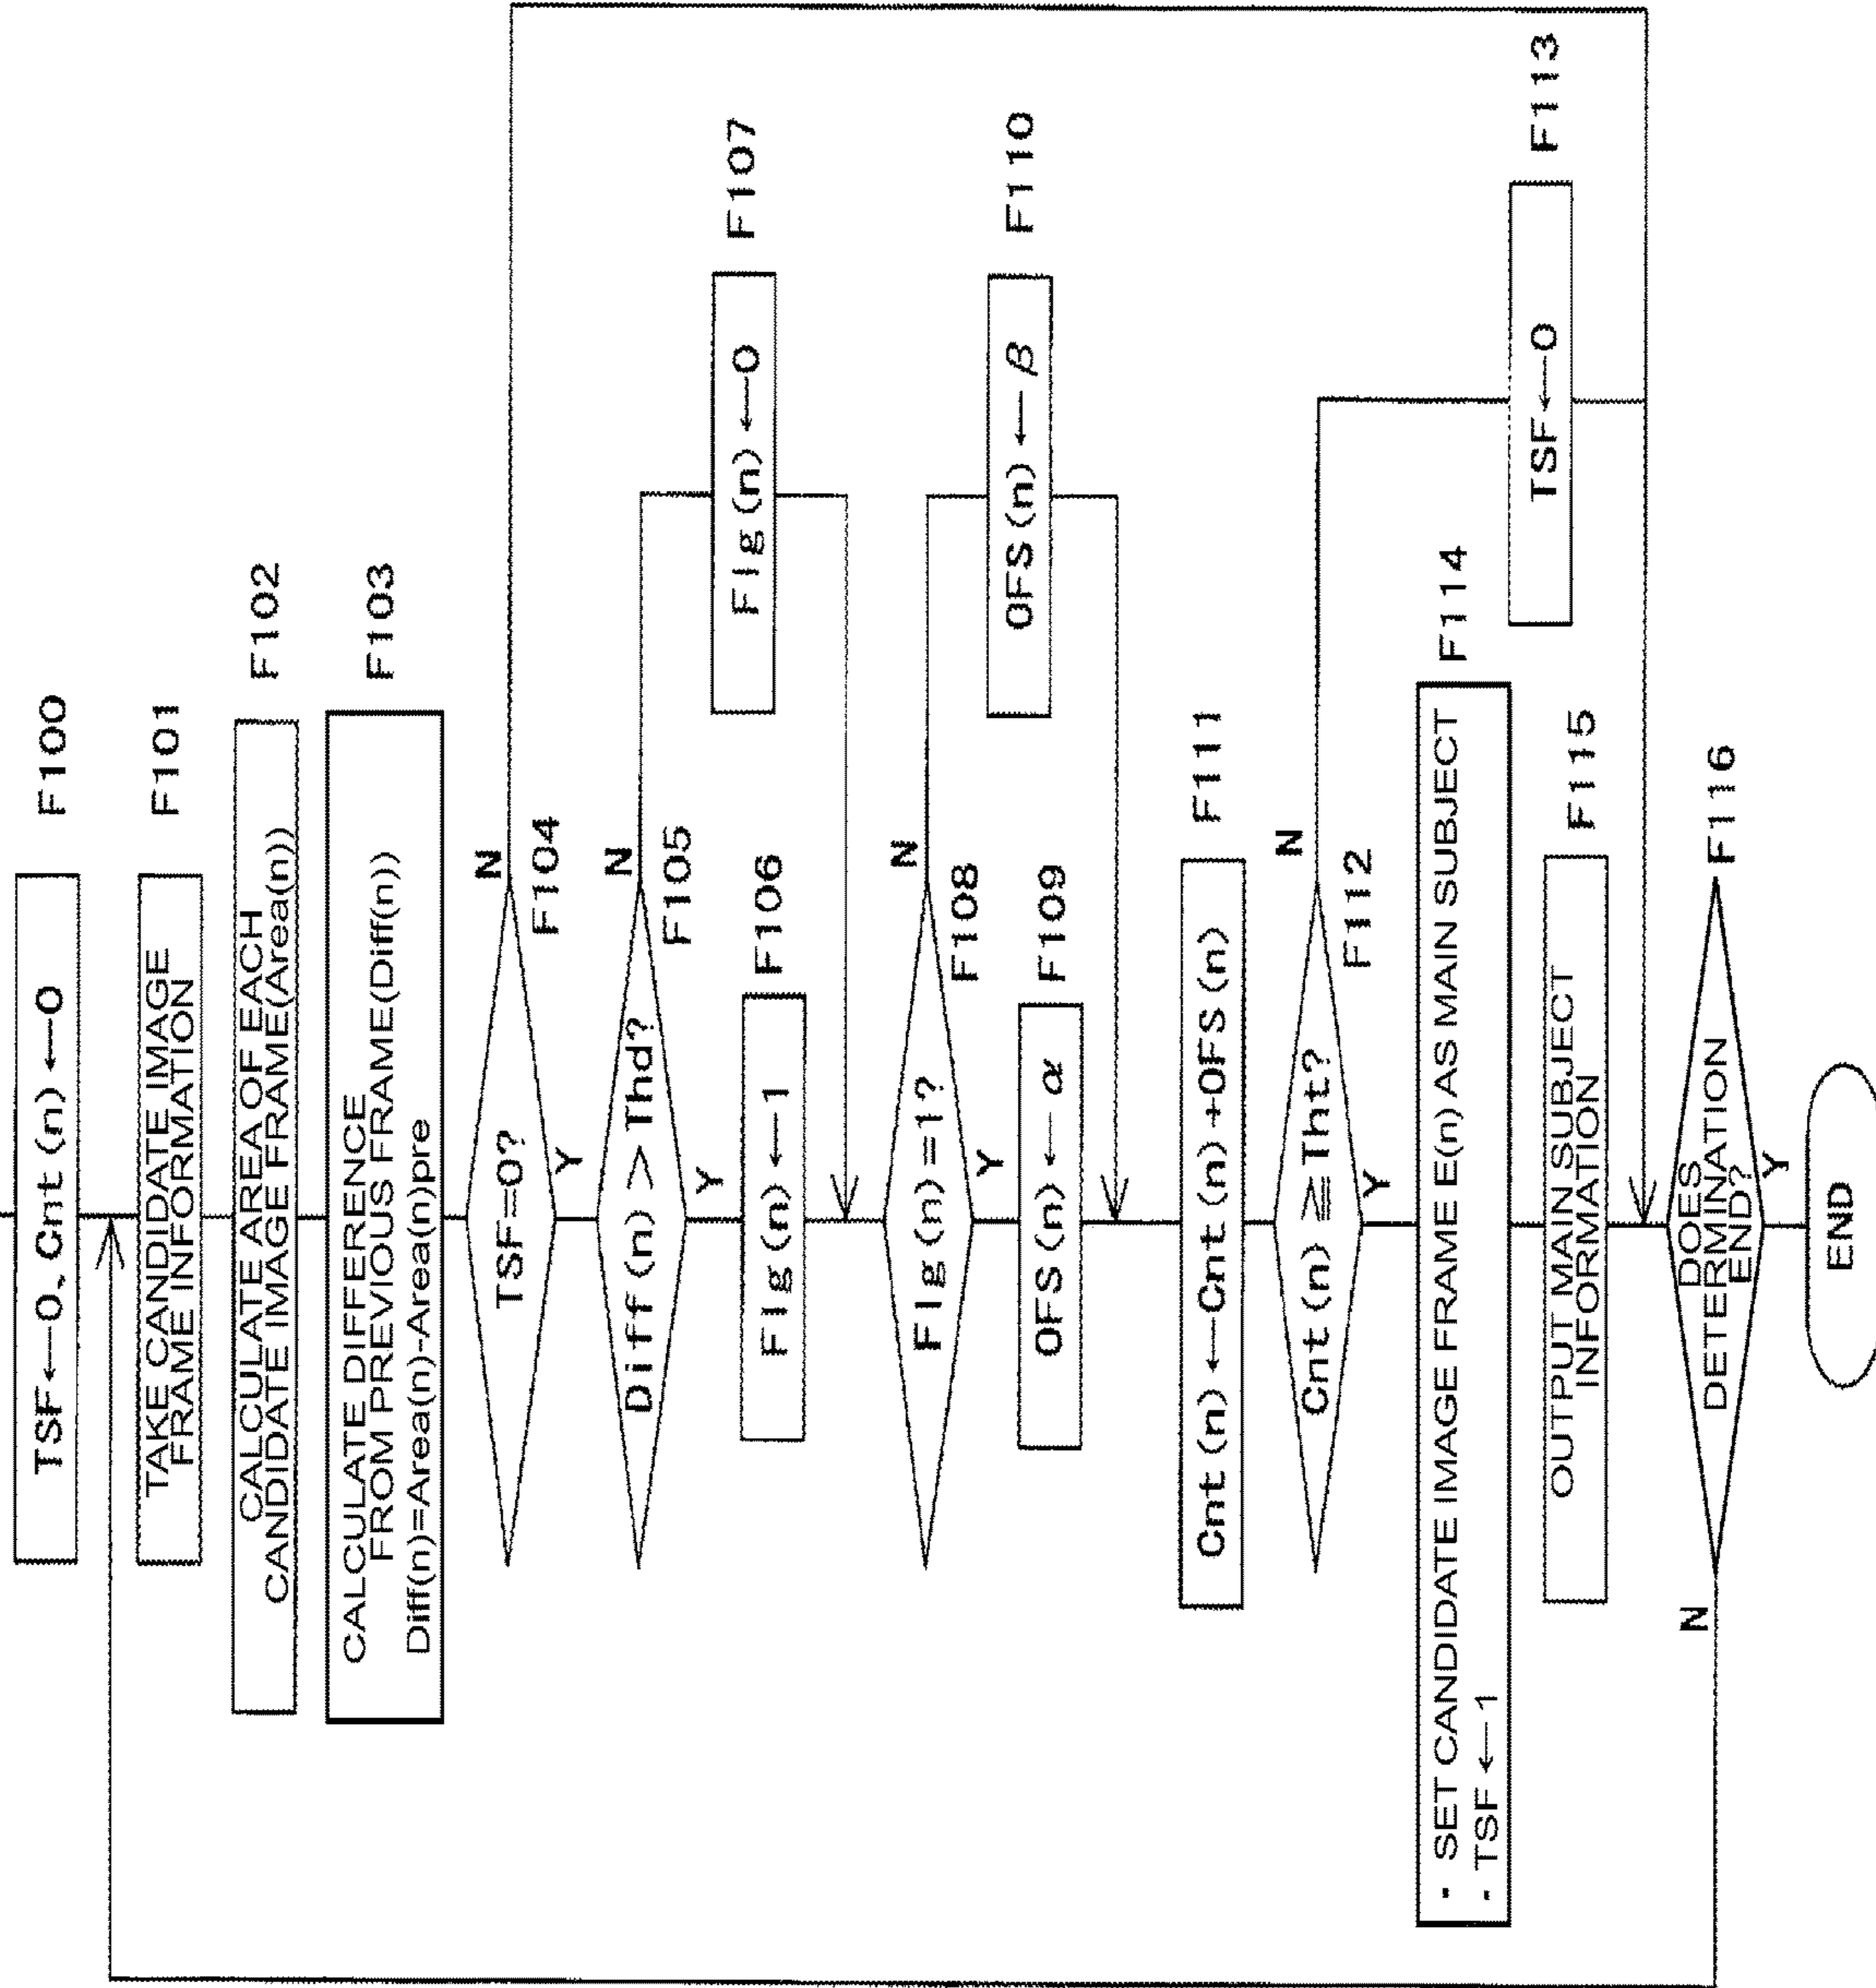 TSF←0、Cnt(n)←0
F100
TAKE CANDIDATE IMAGE
FRAME INFORMATION
F101
CALCULATE AREA OF EACH
CANDIDATE IMAGE FRAME(Area(n))
F102
CALCULATE DIFFERENCE
FROM PREVIOUS FRAME(Diff(n))
Diff(n)=Area(n)-Area(n)pre
F103
TSF=0?
N
F104
Y
Diff(n)>Thd?
N
F105
Y
Flg(n)←1
F106
Flg(n)←0
F107
Flg(n)=1?
N
F108
Y
OFS(n)←α
F109
OFS(n)←β
F110
Cnt(n)←Cnt(n)+OFS(n)
F111
Cnt(n)≧Tht?
N
F112
Y
TSF←0
F113
- SET CANDIDATE IMAGE FRAME E(n) AS MAIN SUBJECT
- TSF←1
F114
OUTPUT MAIN SUBJECT
INFORMATION
F115
DOES
DETERMINATION
END?
F116
N
Y
END